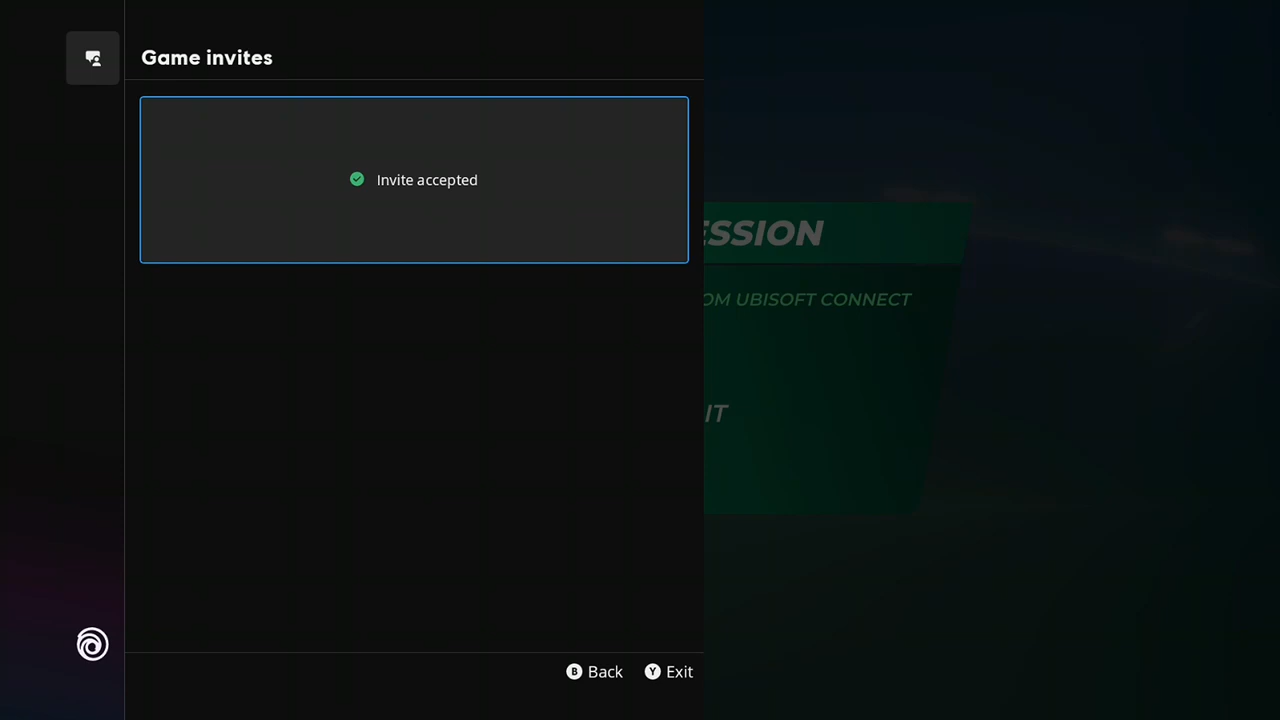 Game invites
Invite accepted
ESSION
OM UBISOFT CONNECT
IT
B Back Y Exit